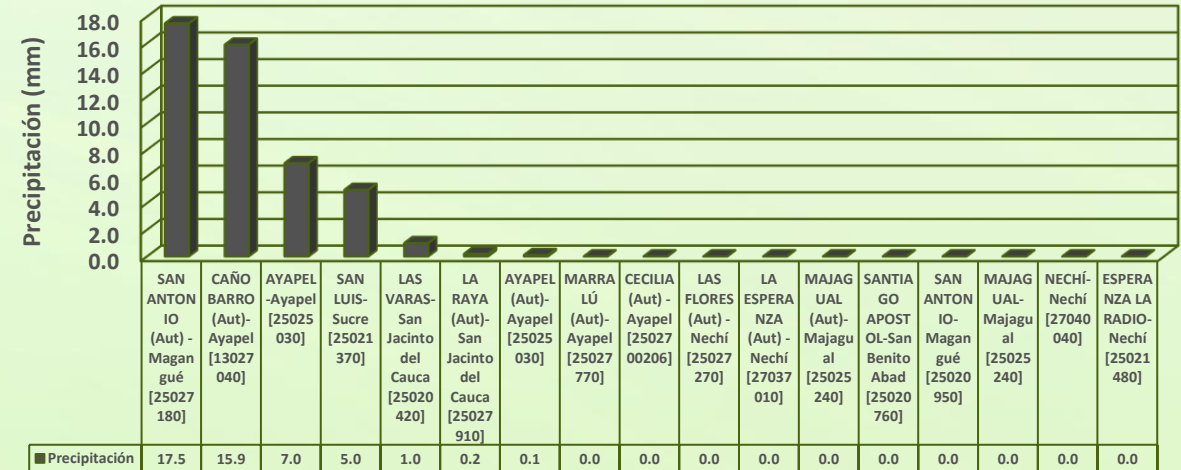 Precipitación (mm)
18.0
16.0
14.0
12.0
10.0
8.0
6.0
4.0
2.0
0.0
SAN
ANTON
IO
(Aut) -
Magan
gué
[25027
180]
CAÑO
BARRO
(Aut)-
Ayapel
[13027
040]
AYAPEL
-Ayapel
[25025
030]
SAN
LUIS-
Sucre
[25021
370]
LAS
VARAS-
San
Jacinto
del
Cauca
[25020
420]
LA
RAYA
(Aut)-
San
Jacinto
del
Cauca
[25027
910]
AYAPEL
(Aut)-
Ayapel
[25025
030]
MARRA
LÚ
(Aut)-
Ayapel
[25027
770]
CECILIA
(Aut) -
Ayapel
[25027
00206]
LAS
FLORES
(Aut) -
Nechí
[25027
270]
LA
ESPERA
NZA
(Aut) -
Nechí
[27037
010]
MAJAG
UAL
(Aut)-
Majagu
al
[25025
240]
SANTIA
GO
APOST
OL-San
Benito
Abad
[25020
760]
SAN
ANTON
IO-
Magan
gué
[25020
950]
MAJAG
UAL-
Majagu
al
[25025
240]
NECHÍ-
Nechí
[27040
040]
ESPERA
NZA LA
RADIO-
Nechí
[25021
480]
Precipitación 17.5 15.9 7.0 5.0 1.0 0.2 0.1 0.0 0.0 0.0 0.0 0.0 0.0 0.0 0.0 0.0 0.0